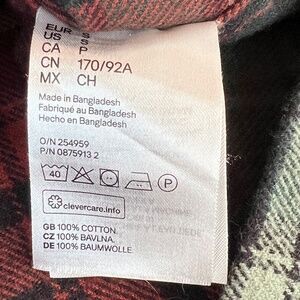 EUR S
US S
CA P
CN 170/92A
MX CH
Made in Bangladesh
Fabriqué au Bangladesh
Hecho en Bangladesh
O/N 254959
P/N 0875913 2
40 P
clevercare.info
GB 100% COTTON.
CZ 100% BAVLNA.
DE 100% BAUMWOLLE.